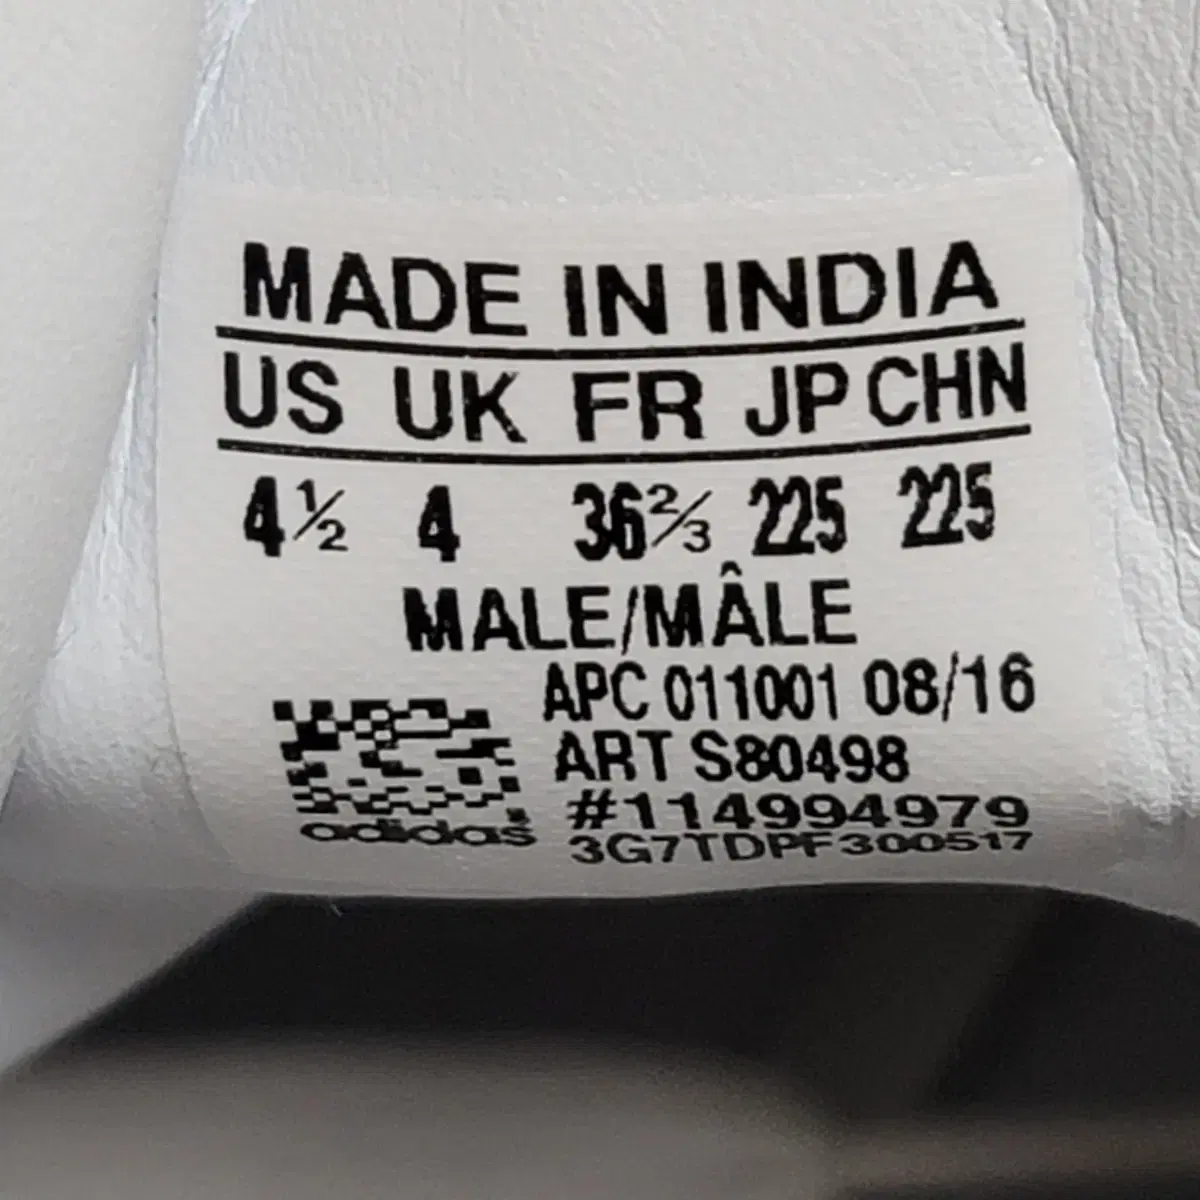 MADE IN INDIA
US UK FR JP CHN
4½ 4 36⅔ 225 225
MALE/MÂLE
APC 011001 08/16
ART S80498
#114994979
adidas 3G7TDPF300517